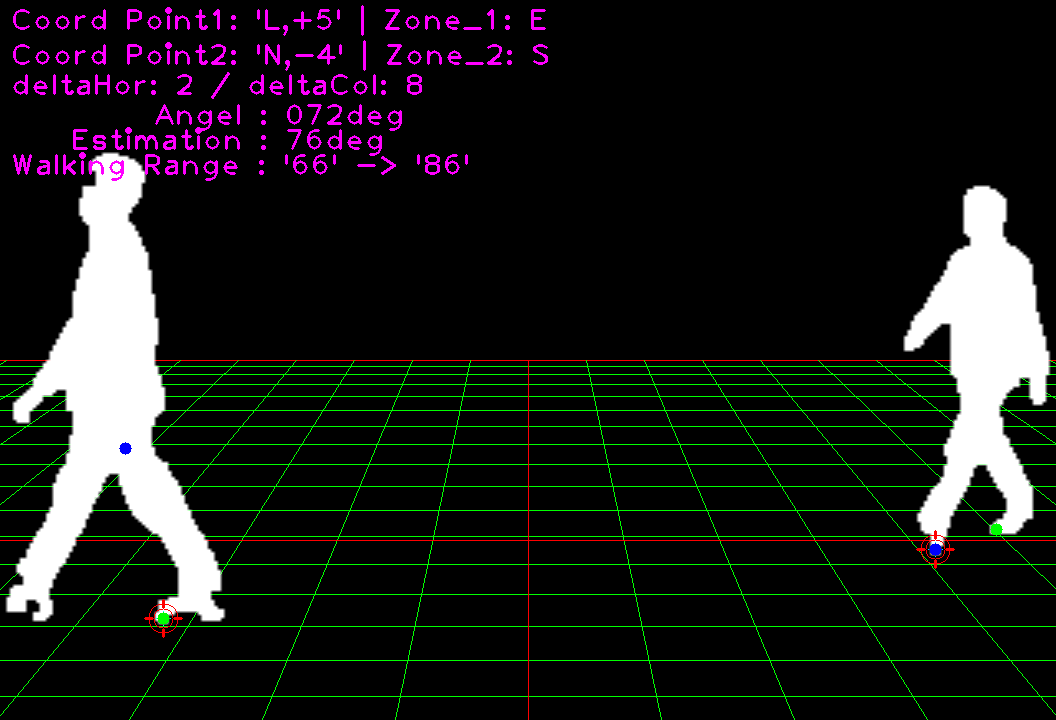 Coord Point1: 'L,+5' | Zone_1: E
Coord Point2: 'N,-4' | Zone_2: S
deltaHor: 2 / deltaCol: 8
Angel : 072deg
Estimation : 76deg
Walking Range : '66' -> '86'